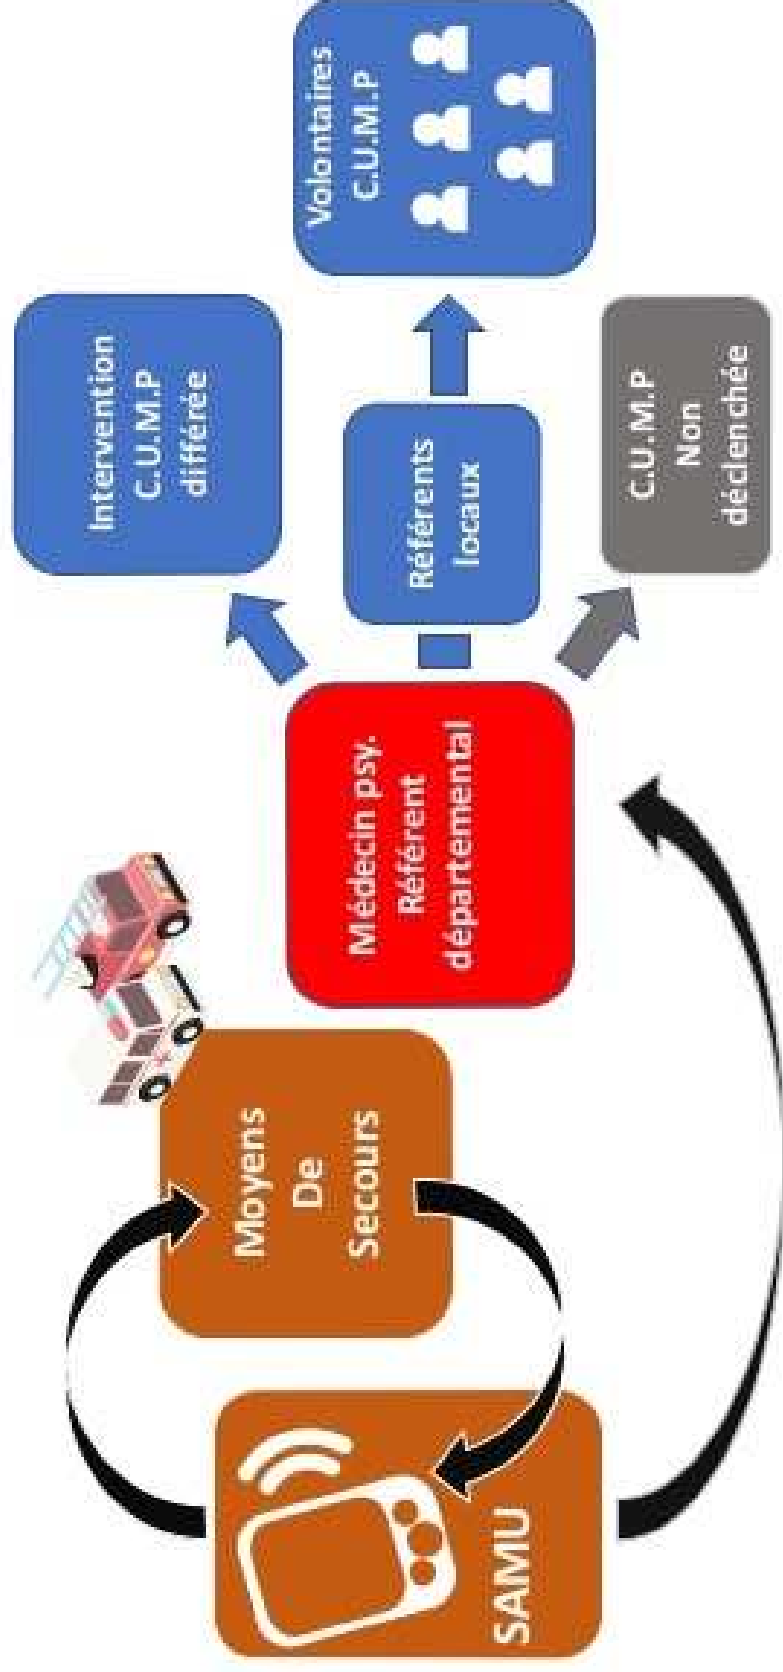 SAMU
Moyens
De
Secours
Médecin psy.
Référent
départemental
Intervention
C.U.M.P
différée
Référents
locaux
C.U.M.P
Non
déclenchée
Volontaires
C.U.M.P